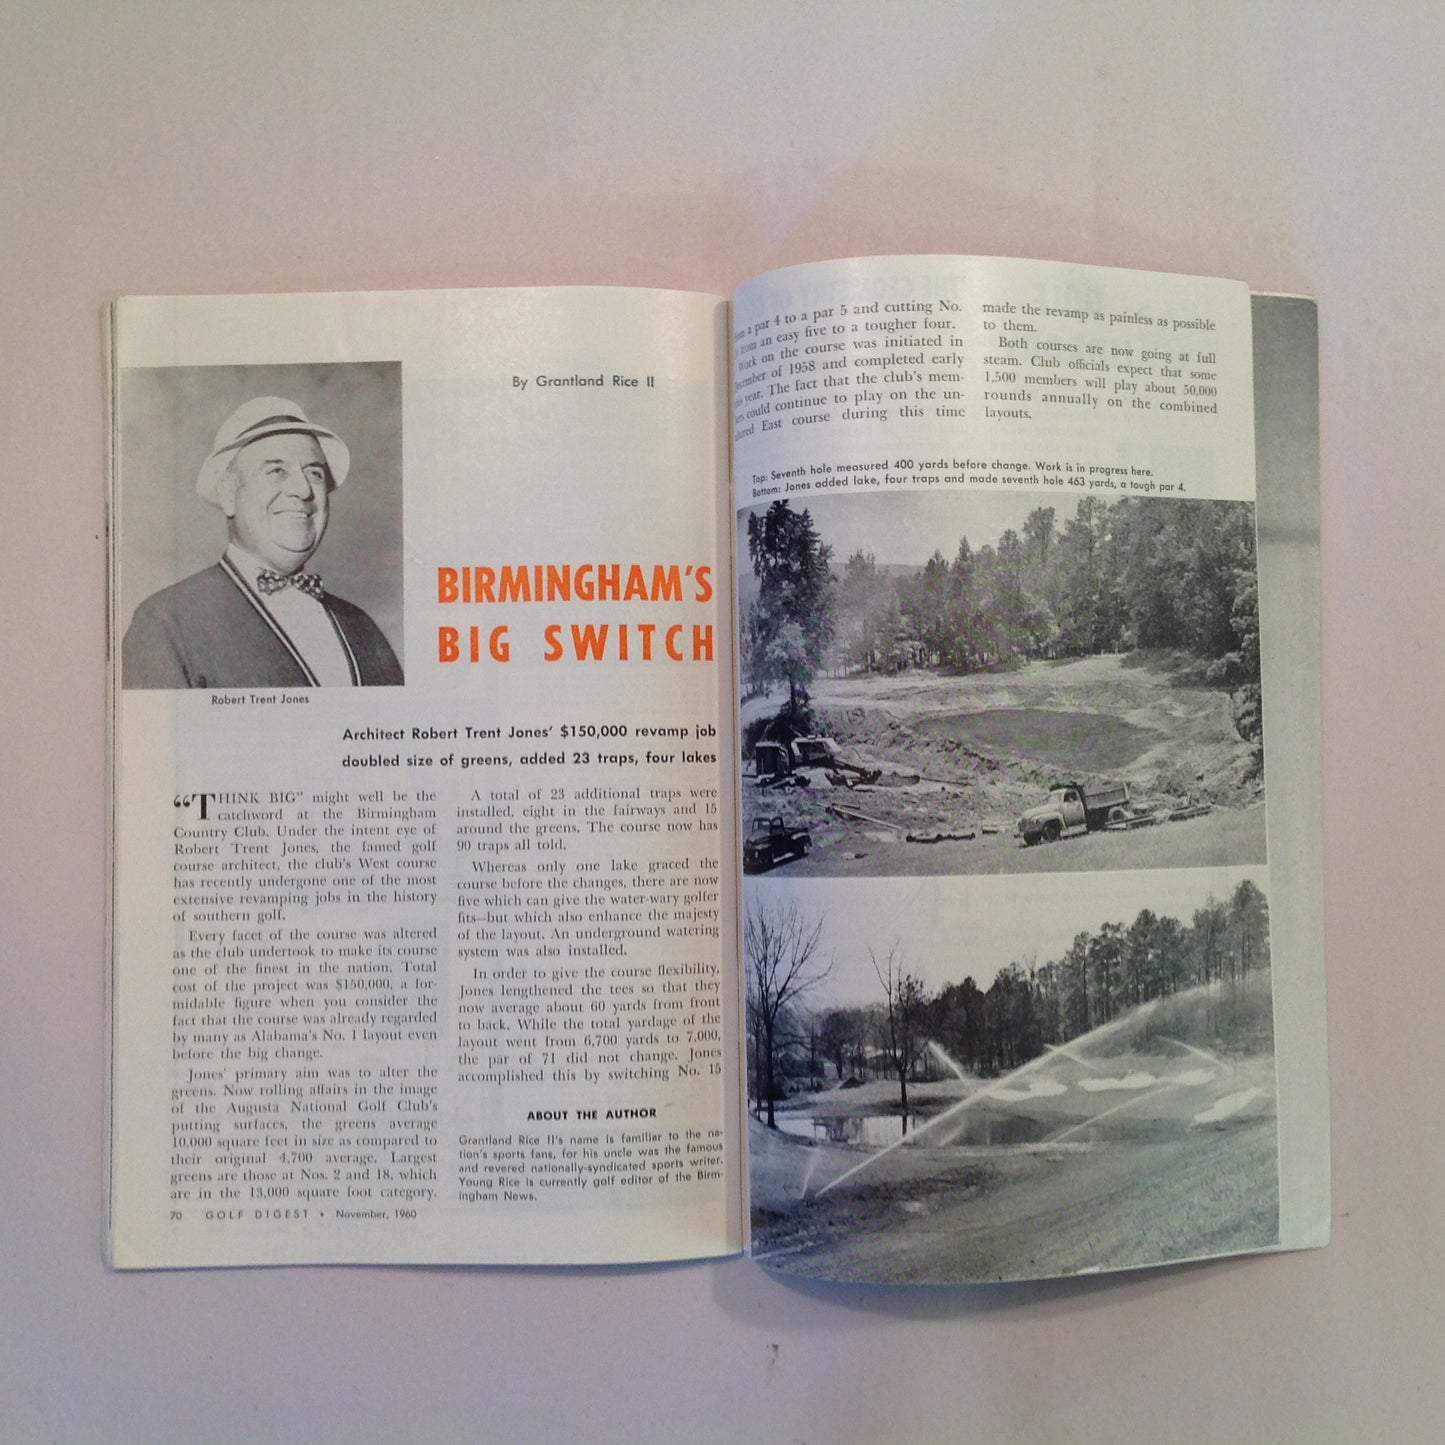 By Grantland Rice II
BIRMINGHAM'S
BIG SWITCH
Robert Trent Jones
Architect Robert Trent Jones' $150,000 revamp job
doubled size of greens, added 23 traps, four lakes
“THINK BIG" might well be the
catchword at the Birmingham
Country Club. Under the intent eye of
Robert Trent Jones, the famed golf
course architect, the club's West course
has recently undergone one of the most
extensive revamping jobs in the history
of southern golf.
Every facet of the course was altered
as the club undertook to make its course
one of the finest in the nation. Total
cost of the project was $150,000, a for-
midable figure when you consider the
fact that the course was already regarded
by many as Alabama's No. 1 layout even
before the big change.
Jones' primary aim was to alter the
greens. Now rolling affairs in the image
of the Augusta National Golf Club's
putting surfaces, the greens average
10,000 square feet in size as compared to
their original 4,700 average. Largest
greens are those at Nos. 2 and 18, which
are in the 13,000 square foot category.
A total of 23 additional traps were
installed, eight in the fairways and 15
around the greens. The course now has
90 traps all told.
Whereas only one lake graced the
course before the changes, there are now
five which can give the water-wary golfer
fits—but which also enhance the majesty
of the layout. An underground watering
system was also installed.
In order to give the course flexibility,
Jones lengthened the tees so that they
now average about 60 yards from front
to back. While the total yardage of the
layout went from 6,700 yards to 7,000,
the par of 71 did not change. Jones
accomplished this by switching No. 15
ABOUT THE AUTHOR
Grantland Rice II's name is familiar to the na-
tion's sports fans, for his uncle was the famous
and revered nationally-syndicated sports writer.
Young Rice is currently golf editor of the Birm-
ingham News.
70 GOLF DIGEST • November, 1960
a par 4 to a par 5 and cutting No.
from an easy five to a tougher four.
Work on the course was initiated in
of 1958 and completed early
year. The fact that the club's mem-
could continue to play on the un-
East course during this time
made the revamp as painless as possible
to them.
Both courses are now going at full
steam. Club officials expect that some
1,500 members will play about 50,000
rounds annually on the combined
layouts.
Top: Seventh hole measured 400 yards before change. Work is in progress here.
Bottom: Jones added lake, four traps and made seventh hole 463 yards, a tough par 4.